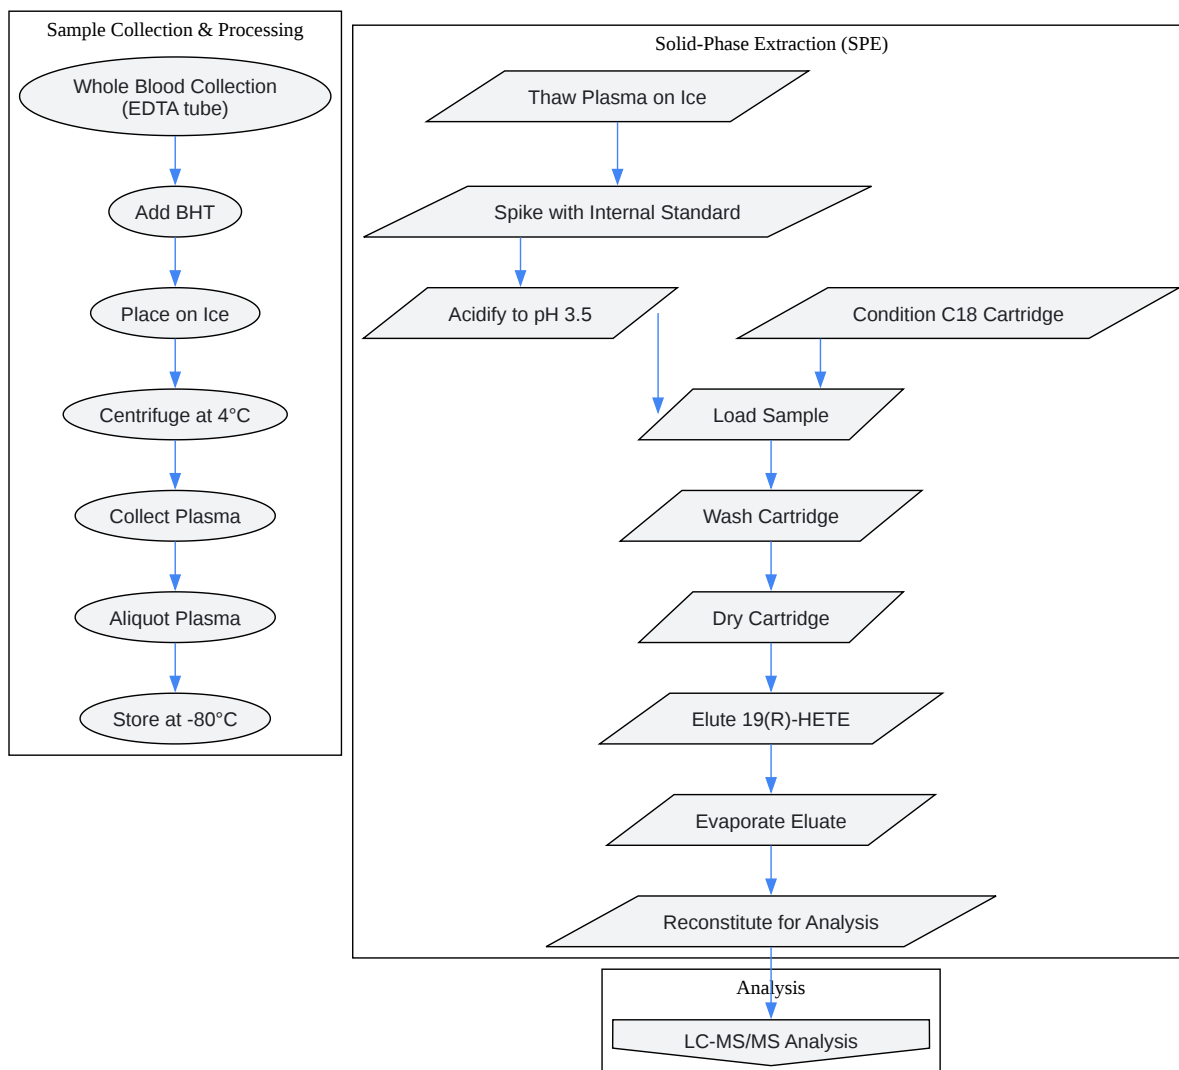 Sample Collection & Processing
Whole Blood Collection
(EDTA tube)
Add BHT
Place on Ice
Centrifuge at 4°C
Collect Plasma
Aliquot Plasma
Store at -80°C
Solid-Phase Extraction (SPE)
Thaw Plasma on Ice
Spike with Internal Standard
Acidify to pH 3.5
Condition C18 Cartridge
Load Sample
Wash Cartridge
Dry Cartridge
Elute 19(R)-HETE
Evaporate Eluate
Reconstitute for Analysis
Analysis
LC-MS/MS Analysis